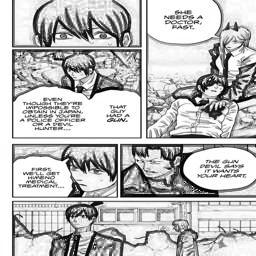 SHE
NEEDS A
DOCTOR,
FAST.
EVEN
THOUGH THEY'RE
IMPOSSIBLE TO
OBTAIN IN JAPAN,
UNLESS YOU'RE
A POLICE OFFICER
OR A DEVIL
HUNTER...
THAT
GUY
HAD A
GUN.
FIRST,
WE'LL GET
HIMENO
MEDICAL
TREATMENT...
THE GUN
DEVIL SAYS
IT WANTS
YOUR HEART.